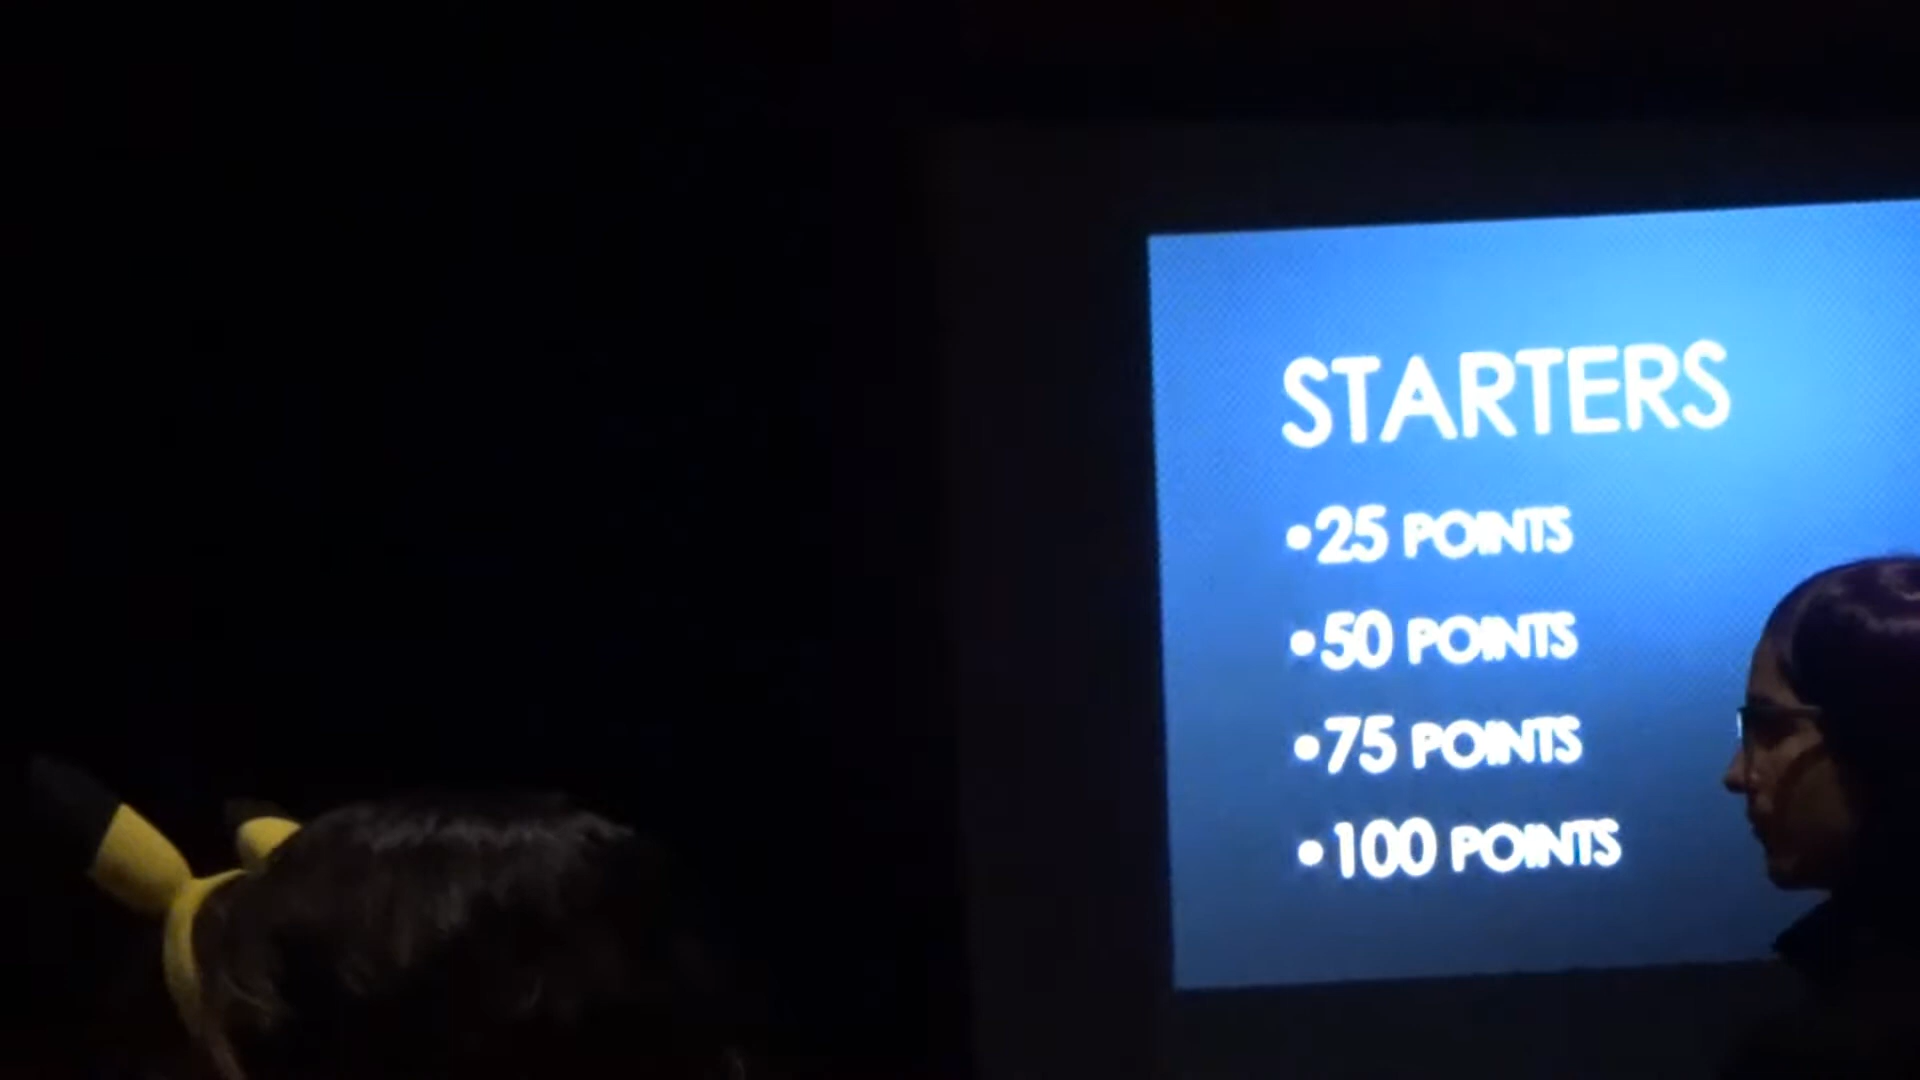 STARTERS
•25 POINTS
•50 POINTS
•75 POINTS
•100 POINTS